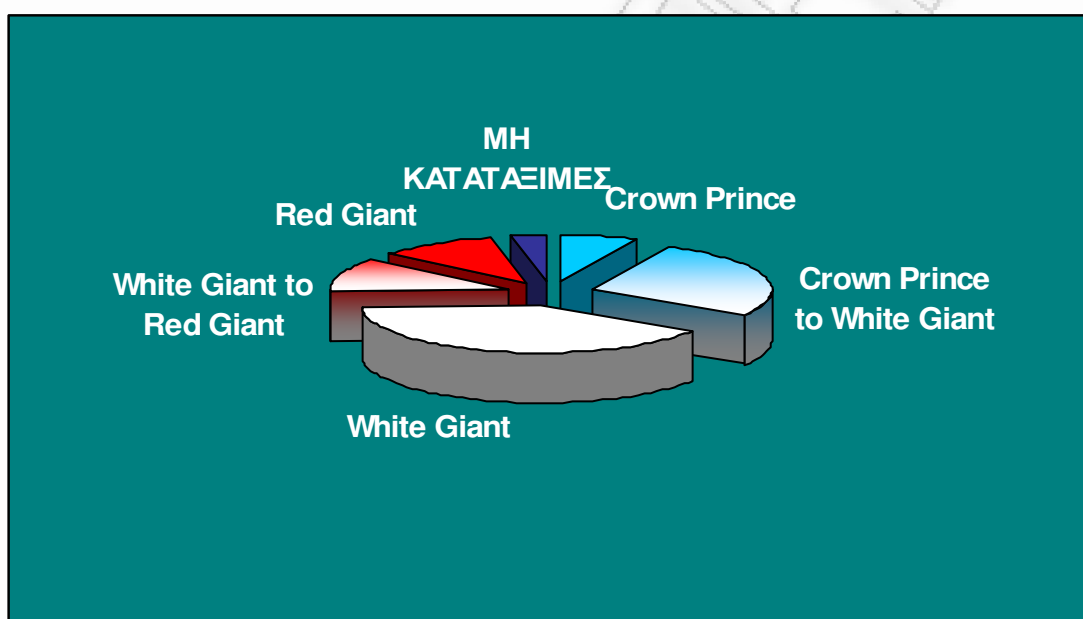 ΜΗ
ΚΑΤΑΤΑΞΙΜΕΣ
Crown Prince
Red Giant
White Giant to
Red Giant
Crown Prince
to White Giant
White Giant